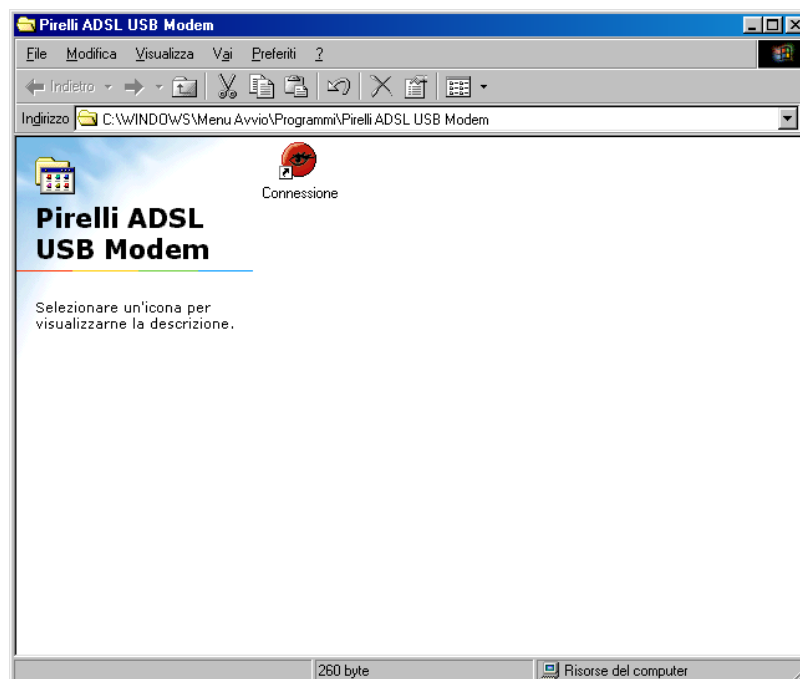 Pirelli ADSL USB Modem
File Modifica Visualizza Vai Preferiti ?
Indietro
Indirizzo C:\WINDOWS\Menu Avvio\Programmi\Pirelli ADSL USB Modem
Connessione
Pirelli ADSL
USB Modem
Selezionare un'icona per
visualizzarne la descrizione.
260 byte Risorse del computer